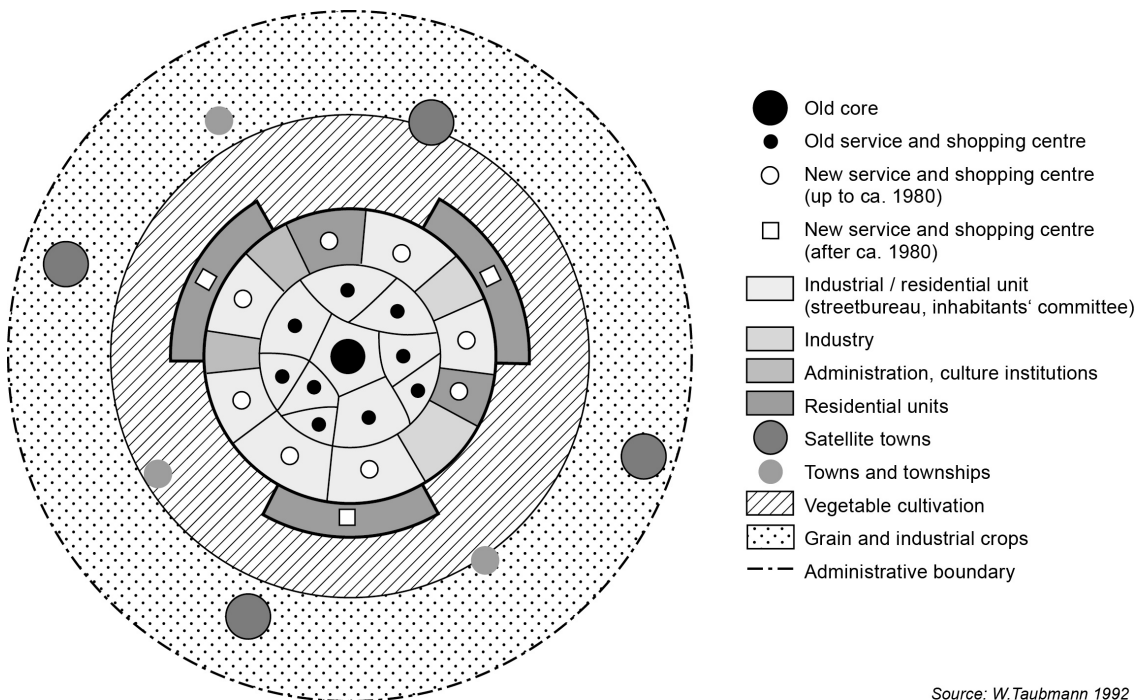 Old core
Old service and shopping centre
New service and shopping centre
(up to ca. 1980)
New service and shopping centre
(after ca. 1980)
Industrial / residential unit
(streetbureau, inhabitants‘ committee)
Industry
Administration, culture institutions
Residential units
Satellite towns
Towns and townships
Vegetable cultivation
Grain and industrial crops
Administrative boundary
Source: W.Taubmann 1992